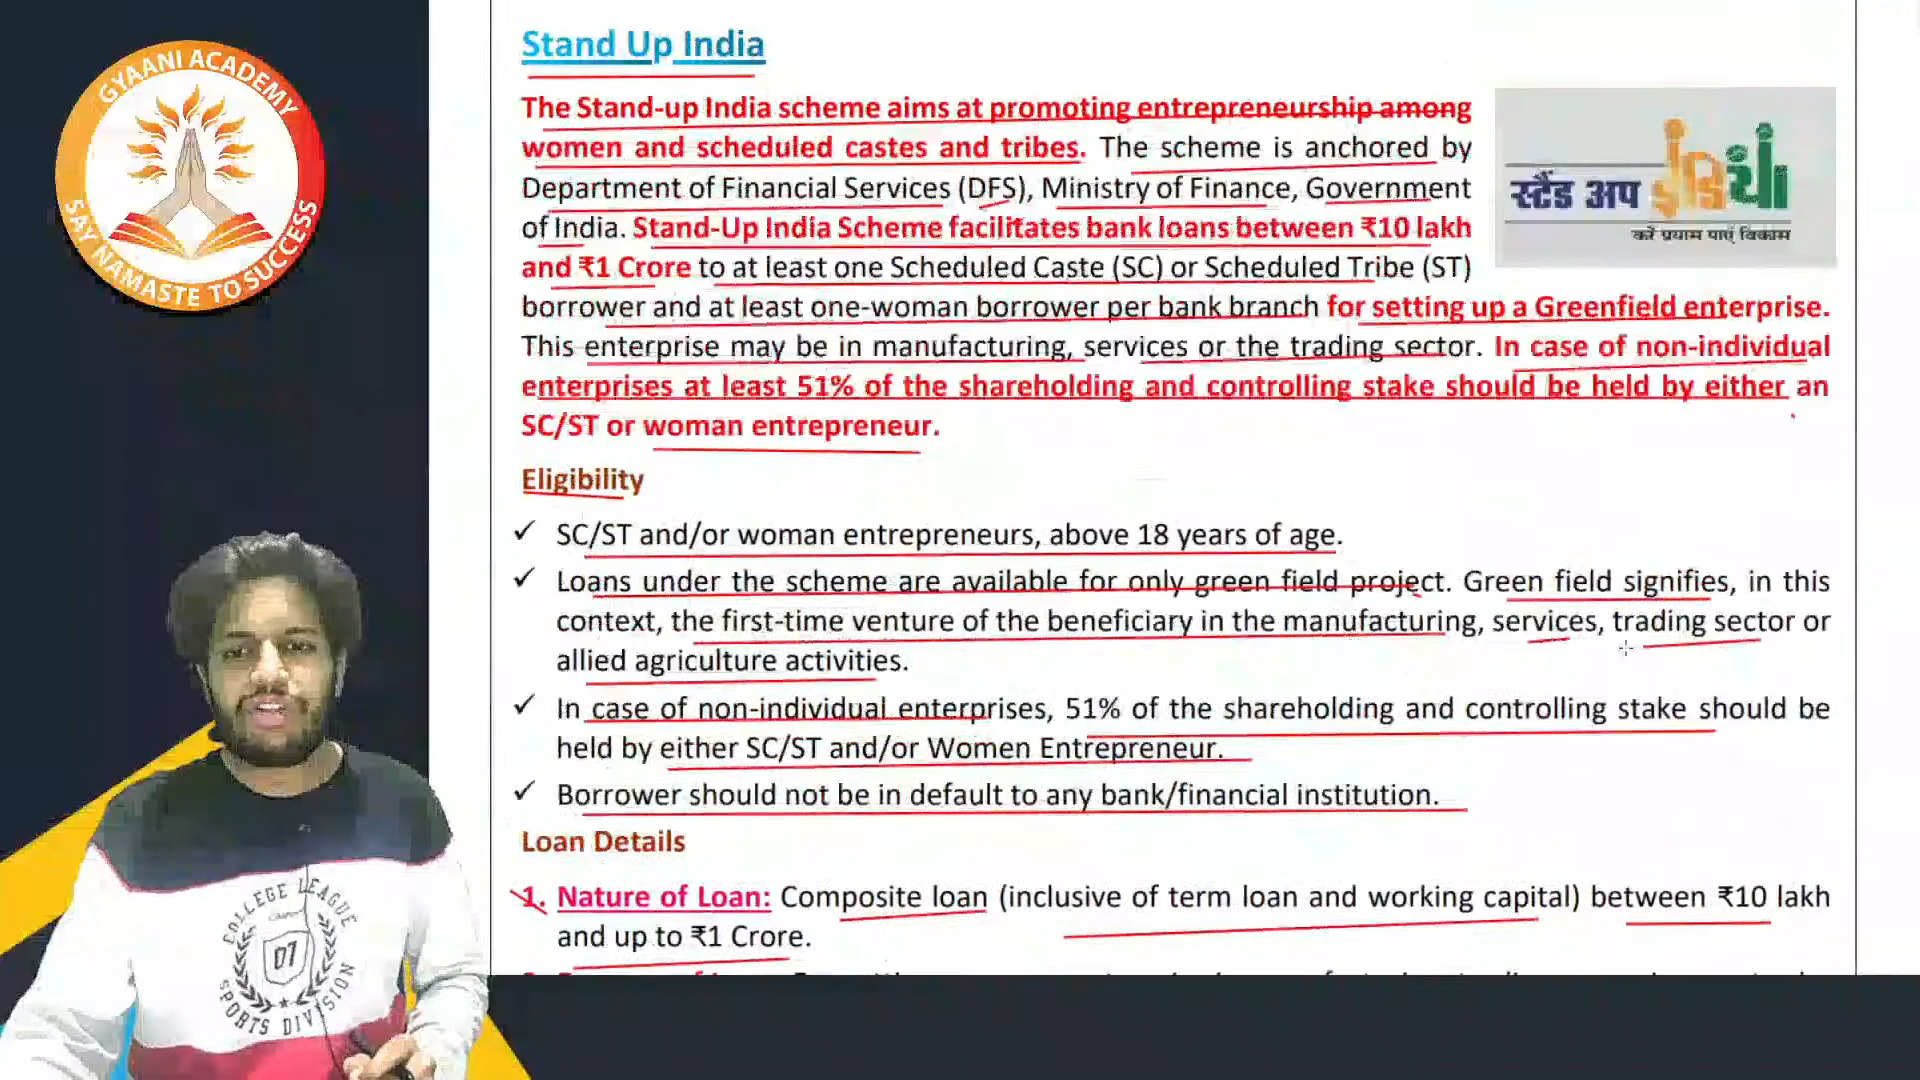 GYAANI ACADEMY
SAY NAMASTE TO SUCCESS
Stand Up India
The Stand-up India scheme aims at promoting entrepreneurship among
women and scheduled castes and tribes. The scheme is anchored by
Department of Financial Services (DFS), Ministry of Finance, Government
of India. Stand-Up India Scheme facilitates bank loans between ₹10 lakh
and ₹1 Crore to at least one Scheduled Caste (SC) or Scheduled Tribe (ST)
borrower and at least one-woman borrower per bank branch for setting up a Greenfield enterprise.
This enterprise may be in manufacturing, services or the trading sector. In case of non-individual
enterprises at least 51% of the shareholding and controlling stake should be held by either an
SC/ST or woman entrepreneur.
स्टैंड अप इंडिया
करें प्रयास पाएं विकास
Eligibility
✓ SC/ST and/or woman entrepreneurs, above 18 years of age.
✓ Loans under the scheme are available for only green field project. Green field signifies, in this
context, the first-time venture of the beneficiary in the manufacturing, services, trading sector or
allied agriculture activities.
✓ In case of non-individual enterprises, 51% of the shareholding and controlling stake should be
held by either SC/ST and/or Women Entrepreneur.
✓ Borrower should not be in default to any bank/financial institution.
Loan Details
1. Nature of Loan: Composite loan (inclusive of term loan and working capital) between ₹10 lakh
and up to ₹1 Crore.
COLLEGE LEAGUE
07
SPORTS DIVISION